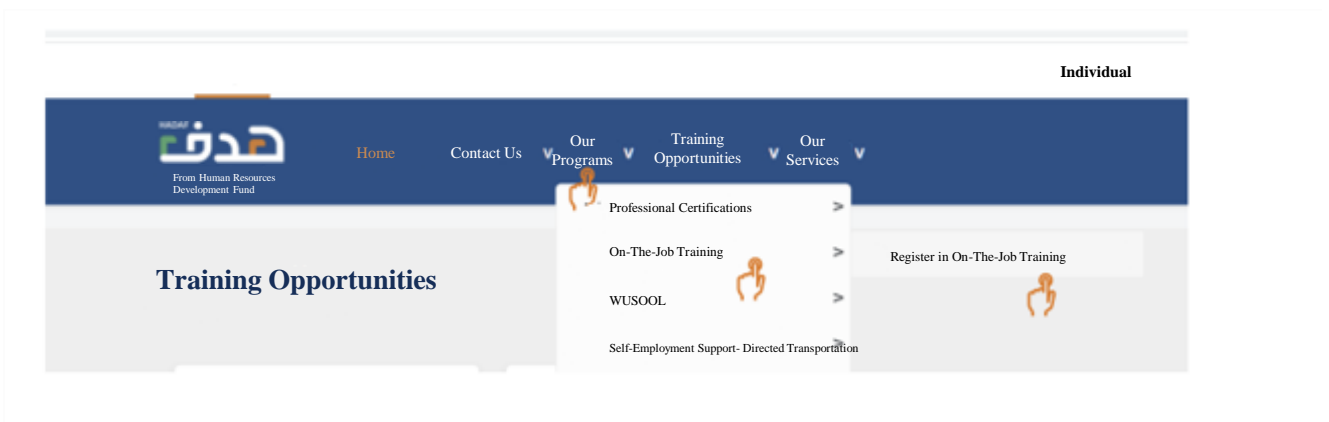 Individual
HADAF
هدف
From Human Resources
Development Fund
Home
Contact Us
Our
Programs
Training
Opportunities
Our
Services
Professional Certifications
On-The-Job Training
Register in On-The-Job Training
Training Opportunities
WUSOOL
Self-Employment Support- Directed Transportation